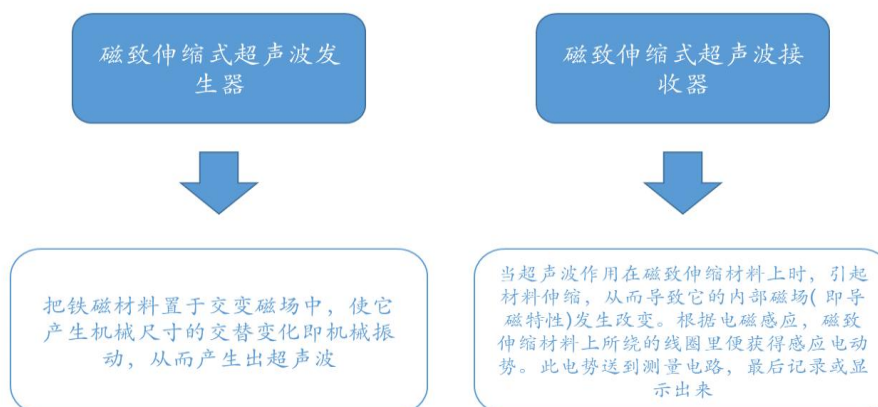 磁致伸缩式超声波发
生器
磁致伸缩式超声波接
收器
把铁磁材料置于交变磁场中，使它
产生机械尺寸的交替变化即机械振
动，从而产生出超声波
当超声波作用在磁致伸缩材料上时，引起
材料伸缩，从而导致它的内部磁场( 即导
磁特性)发生改变。根据电磁感应，磁致
伸缩材料上所绕的线圈里便获得感应电动
势。此电势送到测量电路，最后记录或显
示出来